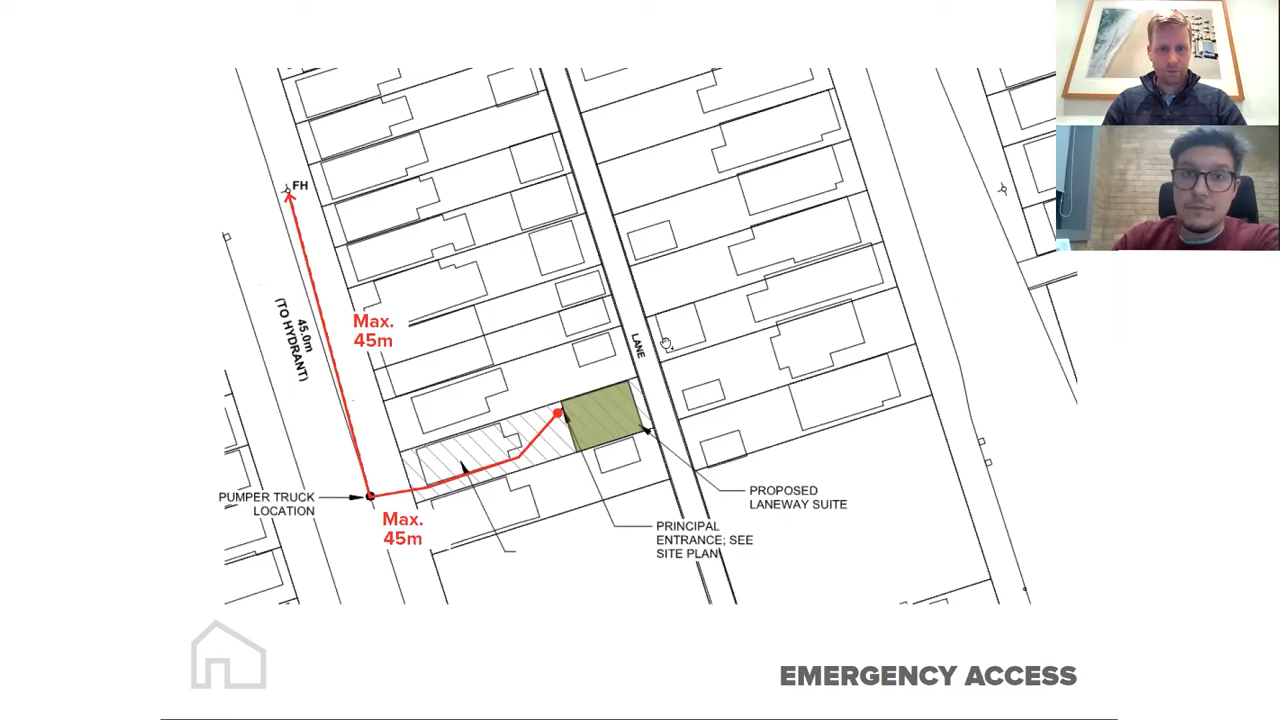 FH
45.0m
(TO HYDRANT)
Max.
45m
LANE
PUMPER TRUCK
LOCATION
Max.
45m
PROPOSED
LANEWAY SUITE
PRINCIPAL
ENTRANCE; SEE
SITE PLAN
EMERGENCY ACCESS